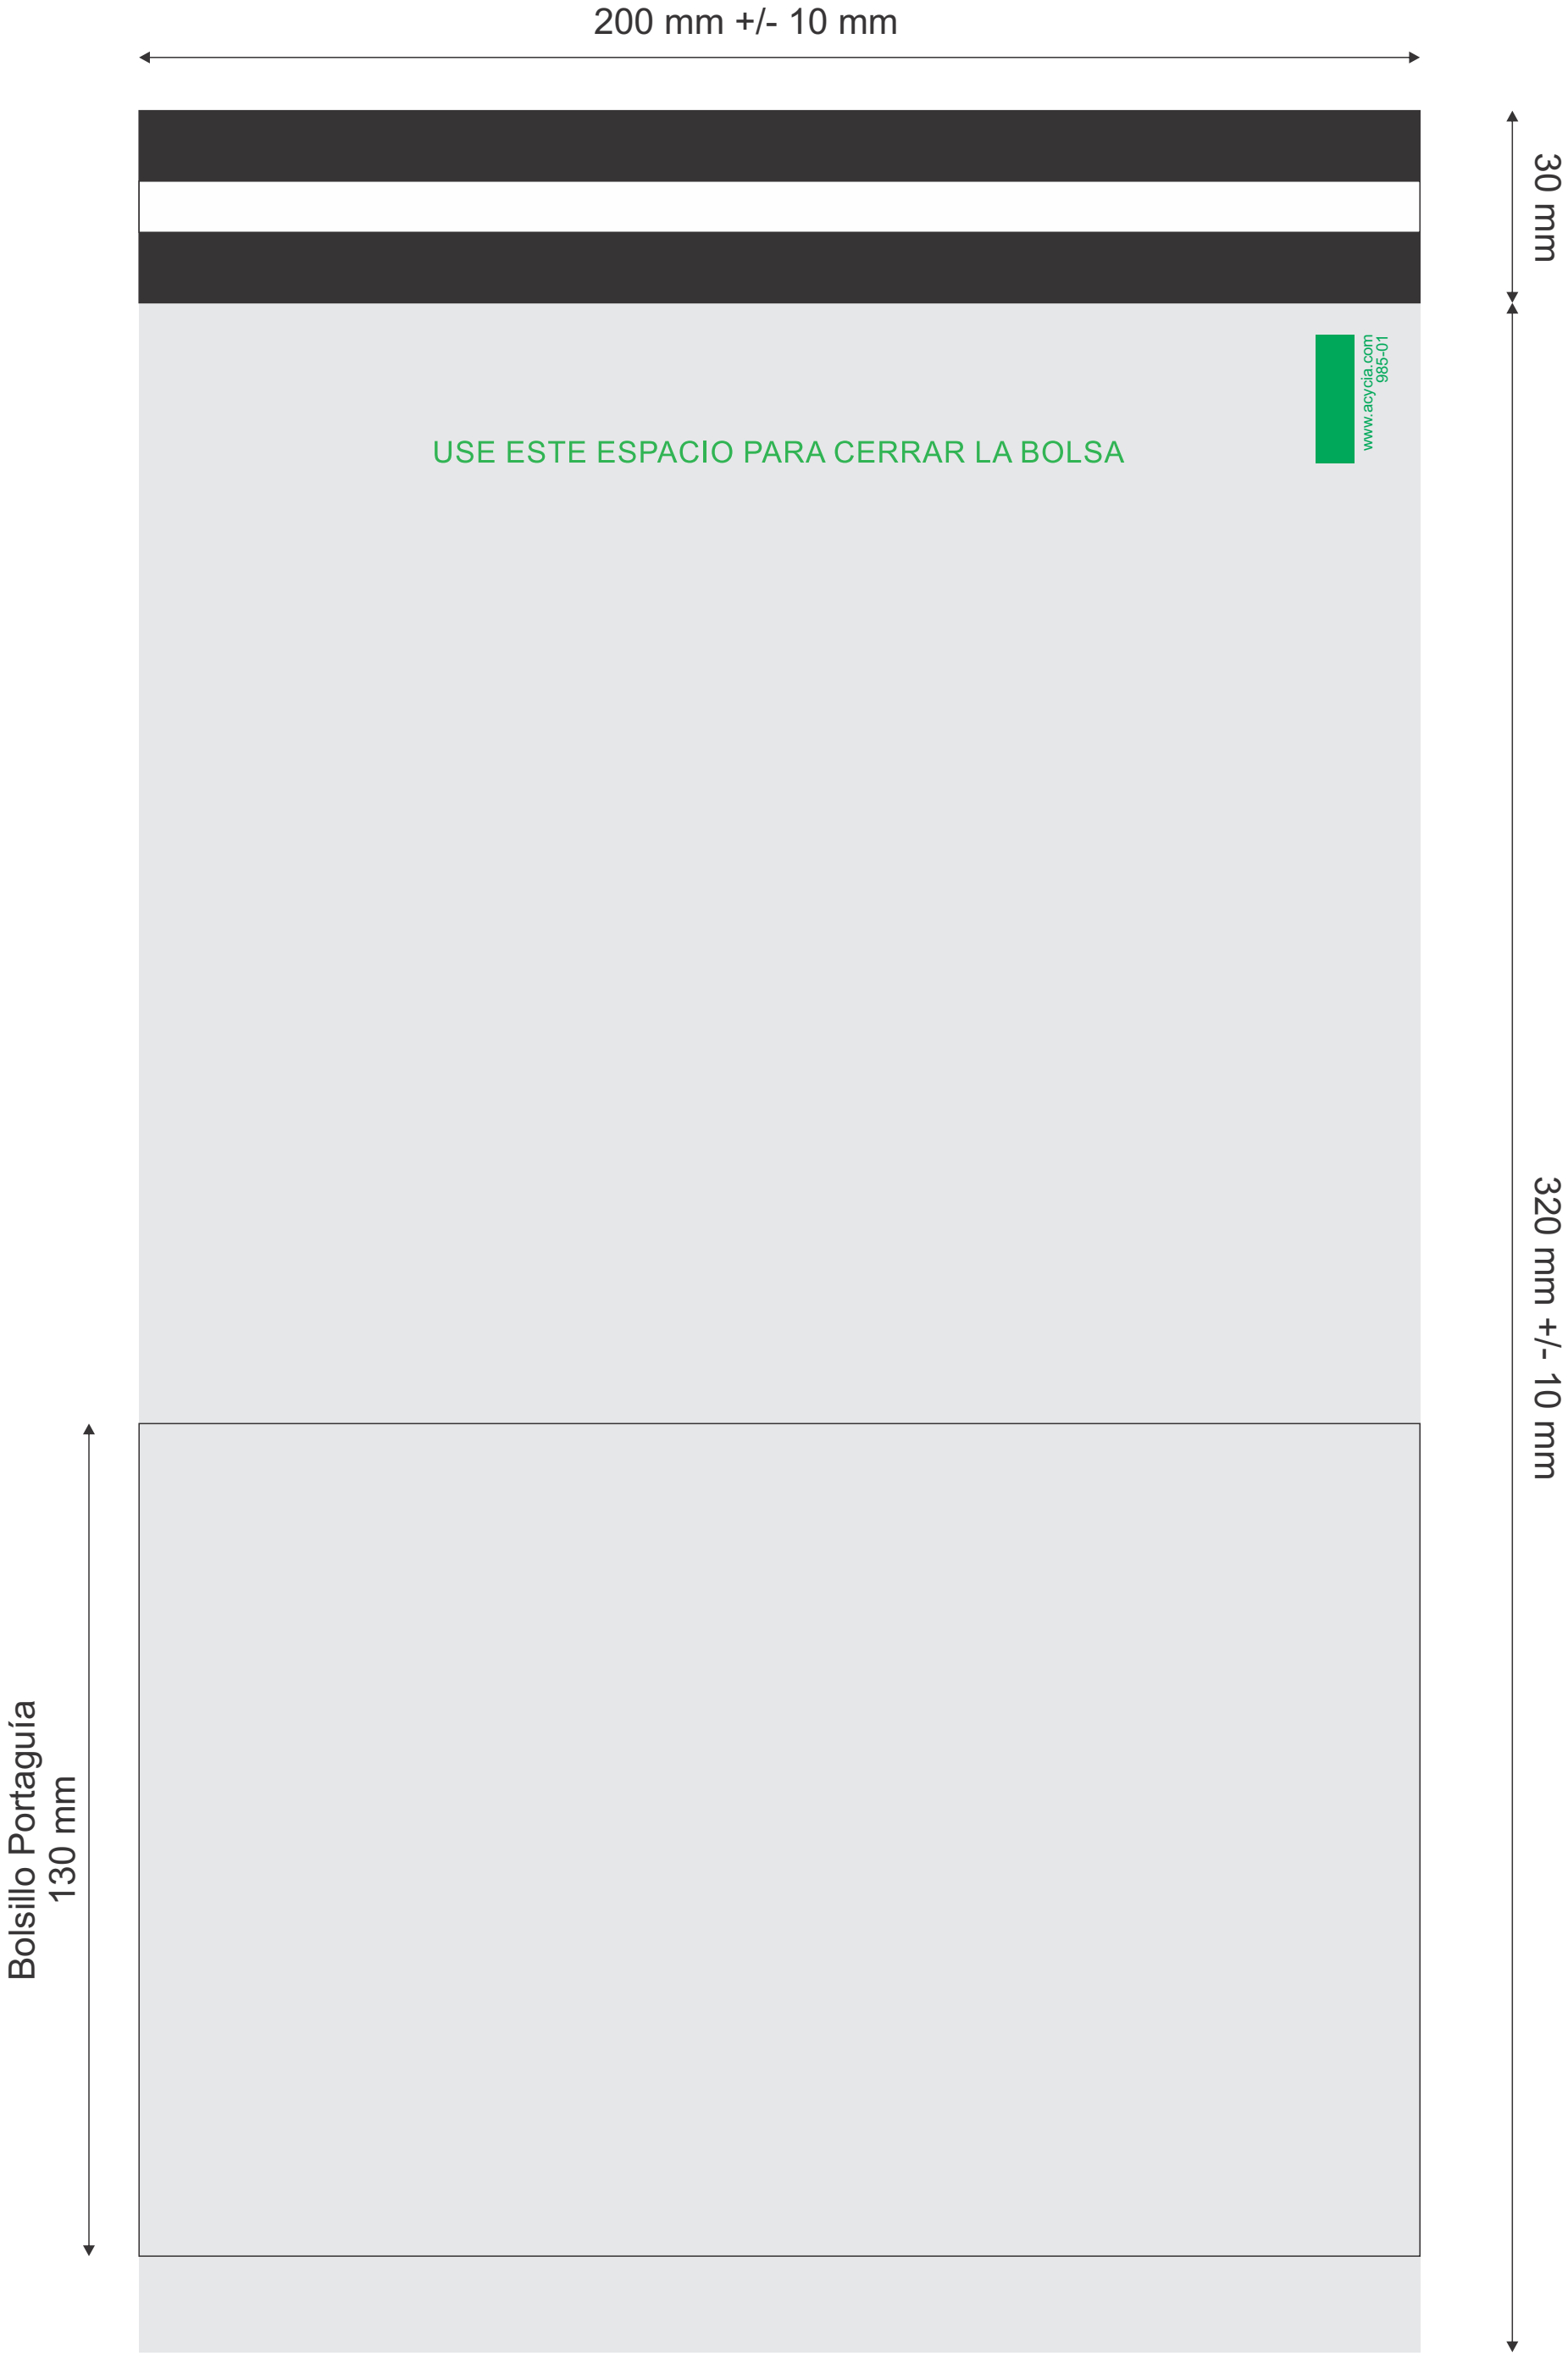 200 mm +/- 10 mm
30 mm
www.acycia.com
985-01
USE ESTE ESPACIO PARA CERRAR LA BOLSA
320 mm +/- 10 mm
Bolsillo Portaguía
130 mm